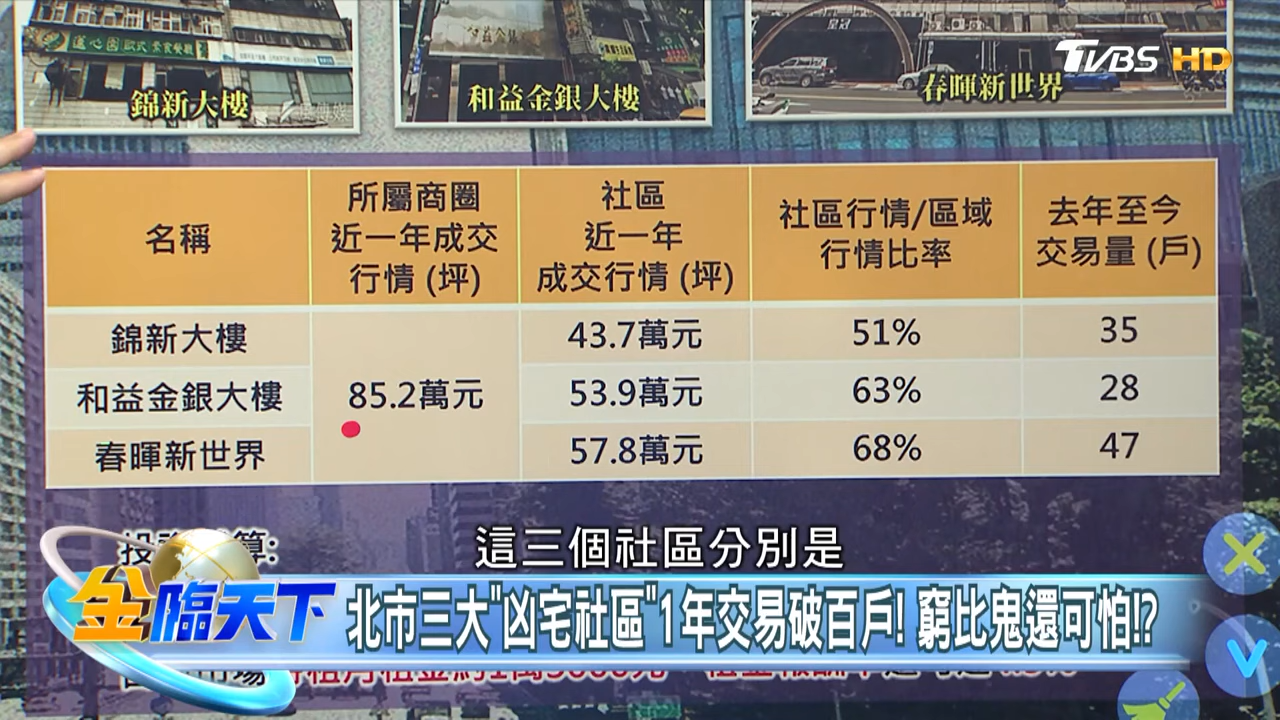 TVBS HD
錦新大樓
和益金銀大樓
春暉新世界
皇冠
名稱
所屬商圈
近一年成交
行情 (坪)
社區
近一年
成交行情 (坪)
社區行情/區域
行情比率
去年至今
交易量 (戶)
錦新大樓
43.7萬元
51%
35
和益金銀大樓
85.2萬元
53.9萬元
63%
28
春暉新世界
57.8萬元
68%
47
這三個社區分別是
金臨天下
北市三大"凶宅社區"1年交易破百戶! 窮比鬼還可怕!?